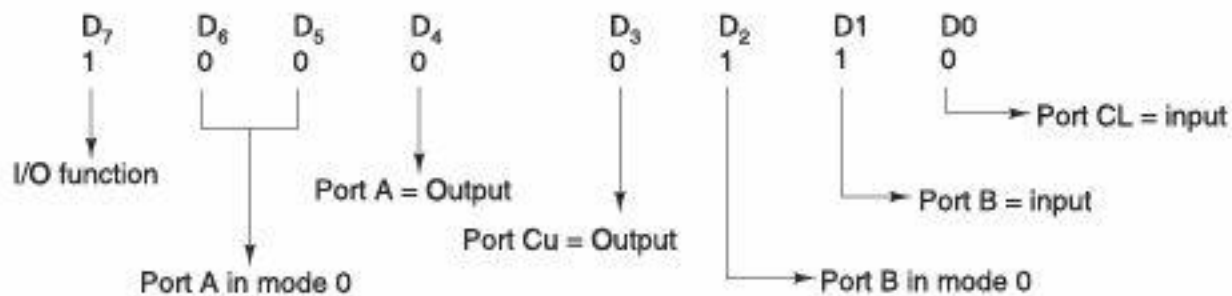 D₇ D₆ D₅ D₄ D₃ D₂ D1 D0
1 0 0 0 0 1 1 0
Port CL = input
I/O function
Port A = Output
Port B = input
Port Cu = Output
Port A in mode 0
Port B in mode 0